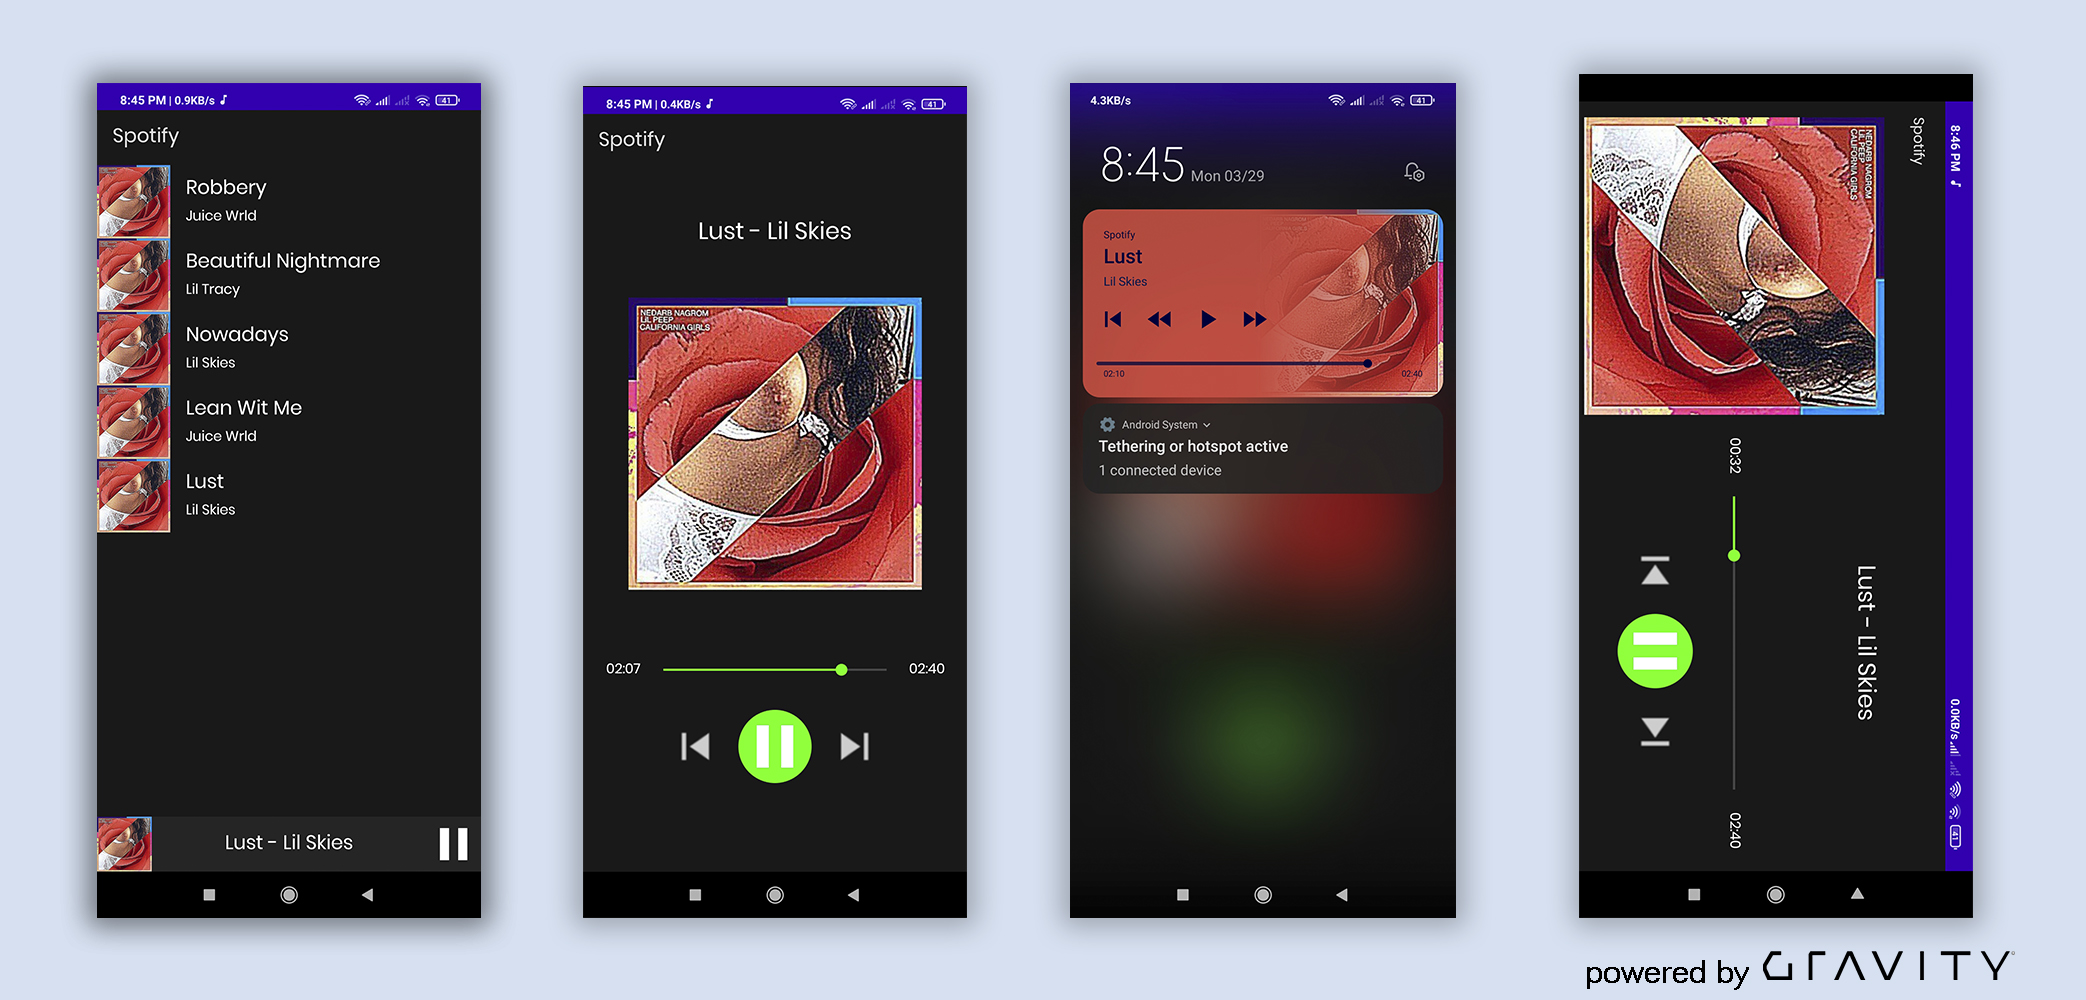 8:45 PM | 0.9KB/s
41
Spotify
Robbery
Juice Wrld
Beautiful Nightmare
Lil Tracy
Nowadays
Lil Skies
Lean Wit Me
Juice Wrld
Lust
Lil Skies
Lust - Lil Skies
8:45 PM | 0.4KB/s
41
Spotify
Lust - Lil Skies
NEDARB NAGROM
LIL PEEP
CALIFORNIA GIRLS
02:07
02:40
4.3KB/s
41
8:45 Mon 03/29
Spotify
Lust
Lil Skies
02:10
02:40
Android System
Tethering or hotspot active
1 connected device
8:46 PM
0.0KB/s
41
Spotify
NEDARB NAGROM
LIL PEEP
CALIFORNIA GIRLS
Lust - Lil Skies
00:32
02:40
powered by GRAVITY